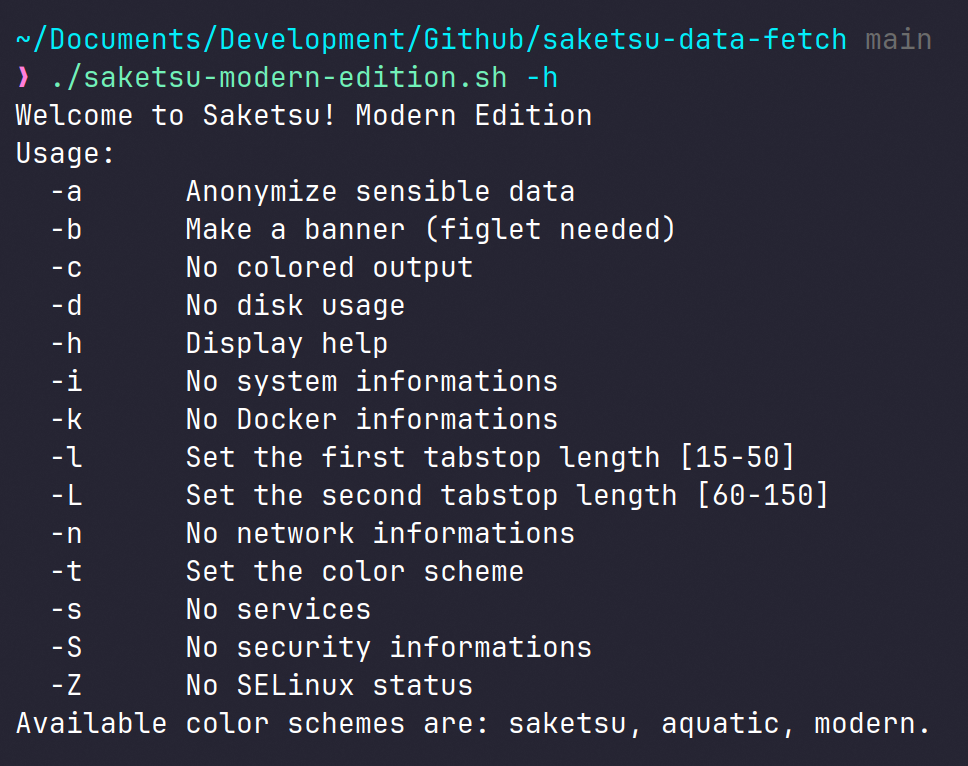 ~/Documents/Development/Github/saketsu-data-fetch main
❯ ./saketsu-modern-edition.sh -h
Welcome to Saketsu! Modern Edition
Usage:
  -a      Anonymize sensible data
  -b      Make a banner (figlet needed)
  -c      No colored output
  -d      No disk usage
  -h      Display help
  -i      No system informations
  -k      No Docker informations
  -l      Set the first tabstop length [15-50]
  -L      Set the second tabstop length [60-150]
  -n      No network informations
  -t      Set the color scheme
  -s      No services
  -S      No security informations
  -Z      No SELinux status
Available color schemes are: saketsu, aquatic, modern.